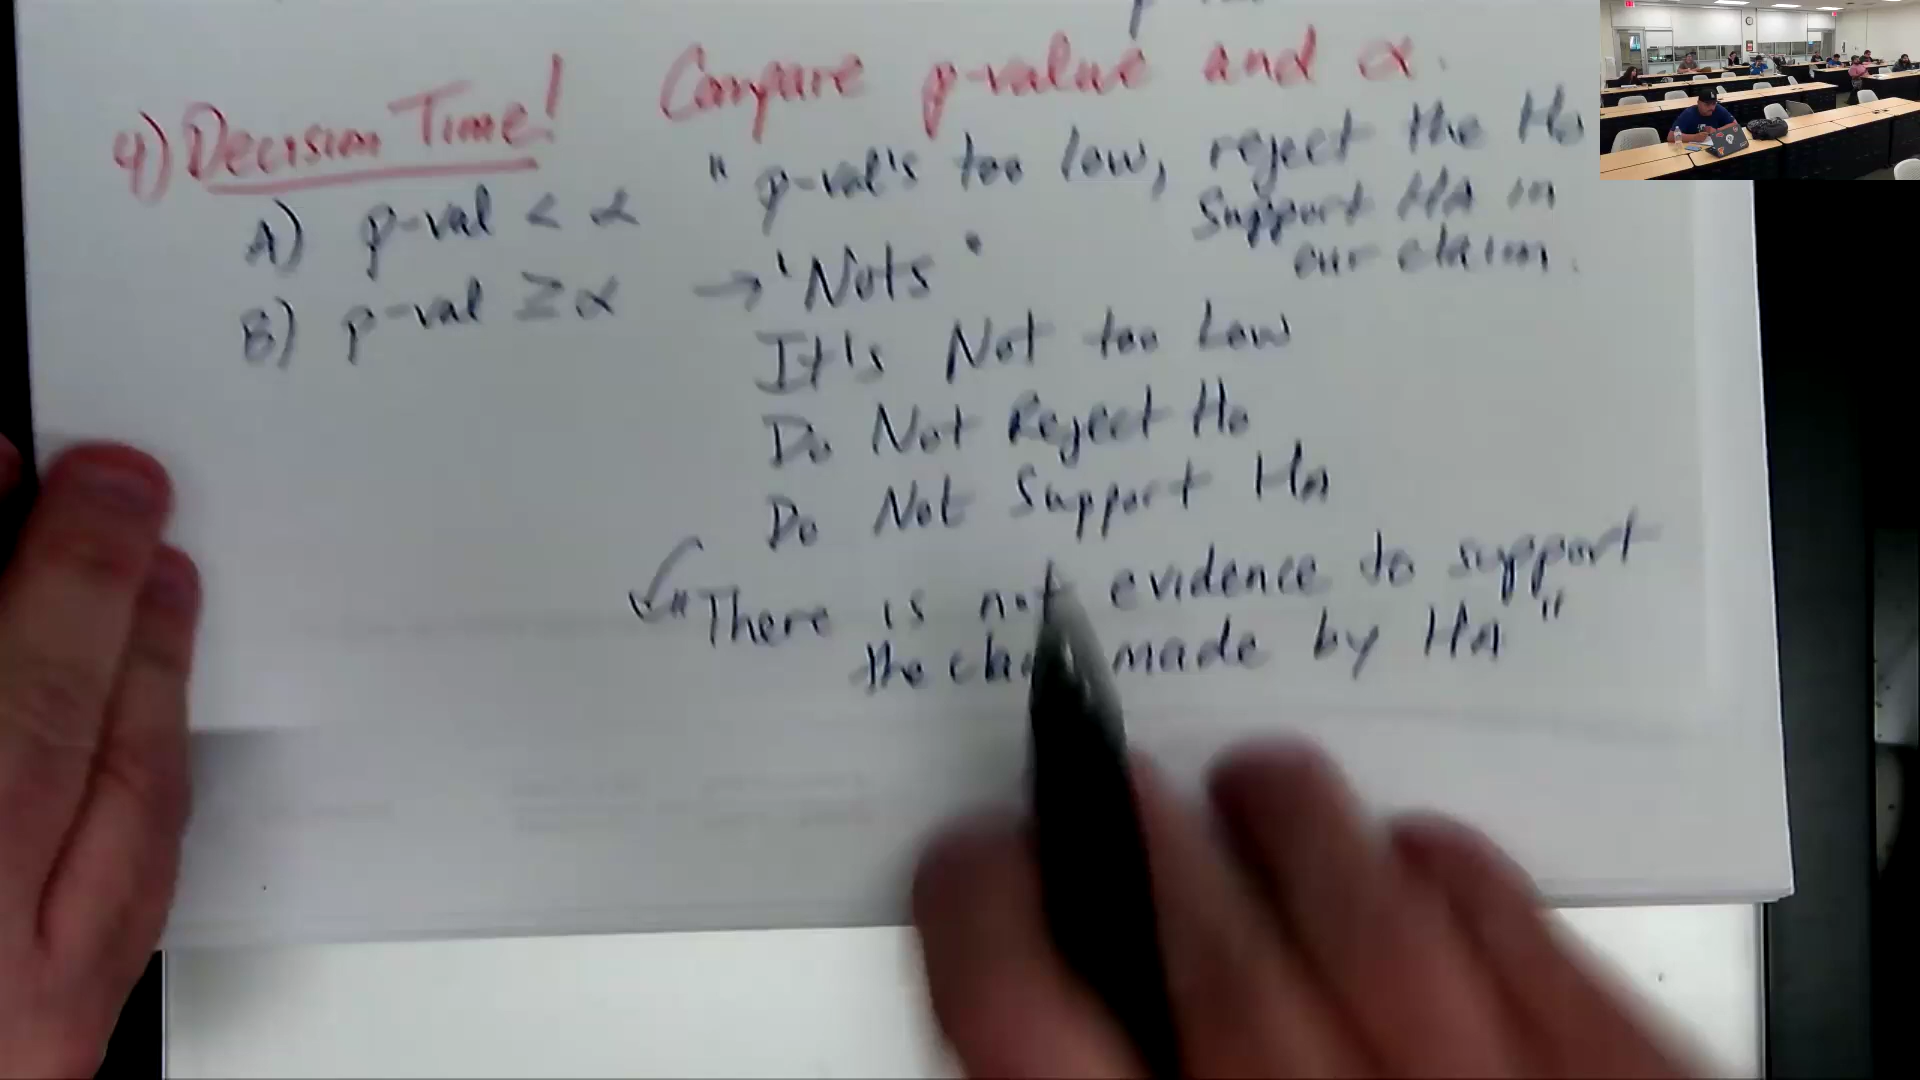 4) Decision Time! Compare p-value and α.
A) p-val < α "p-val's too low, reject the Ho
Support HA in
our claim.
B) p-val ≥ α → 'Nots"
It's Not too Low
Do Not Reject Ho
Do Not Support HA
"There is not evidence to support
the made by HA"